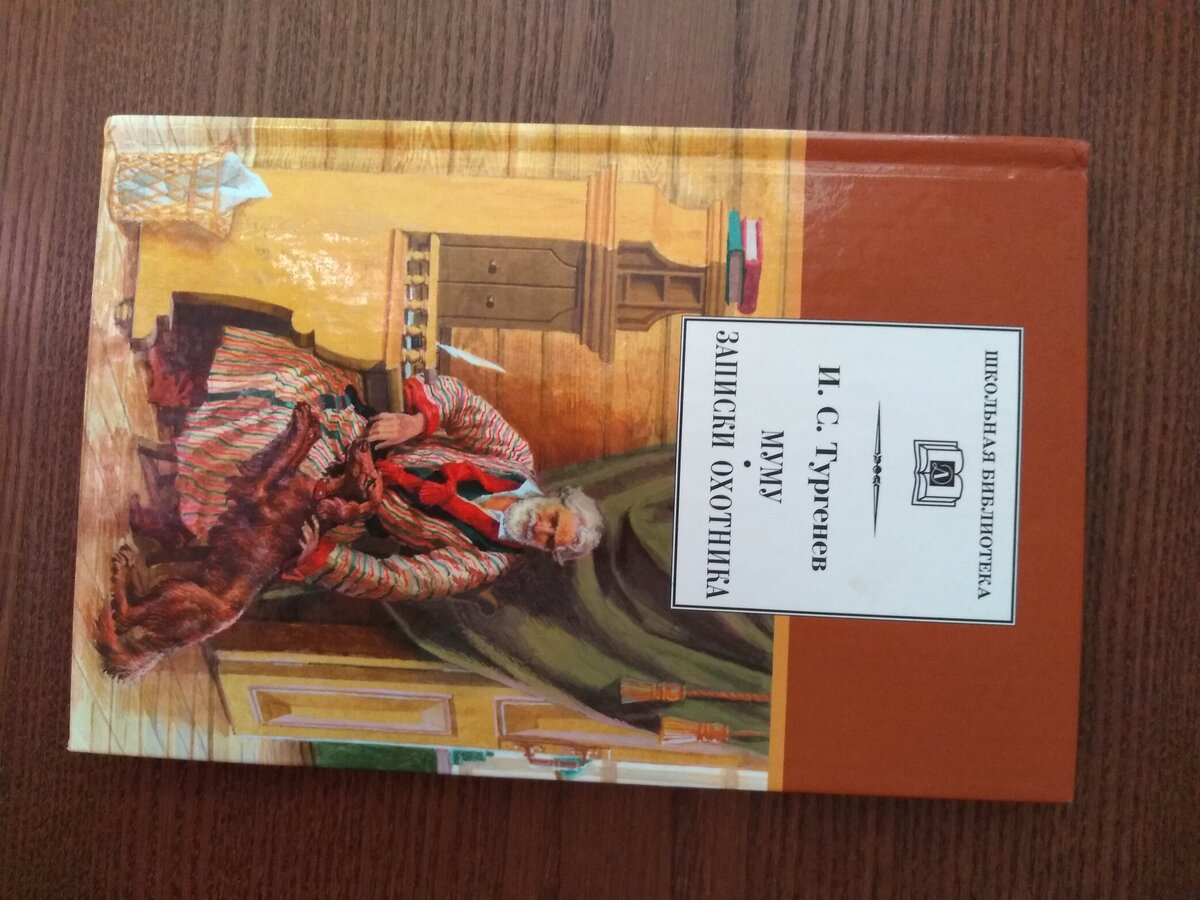 ШКОЛЬНАЯ БИБЛИОТЕКА
И. С. Тургенев
МУМУ
•
ЗАПИСКИ ОХОТНИКА